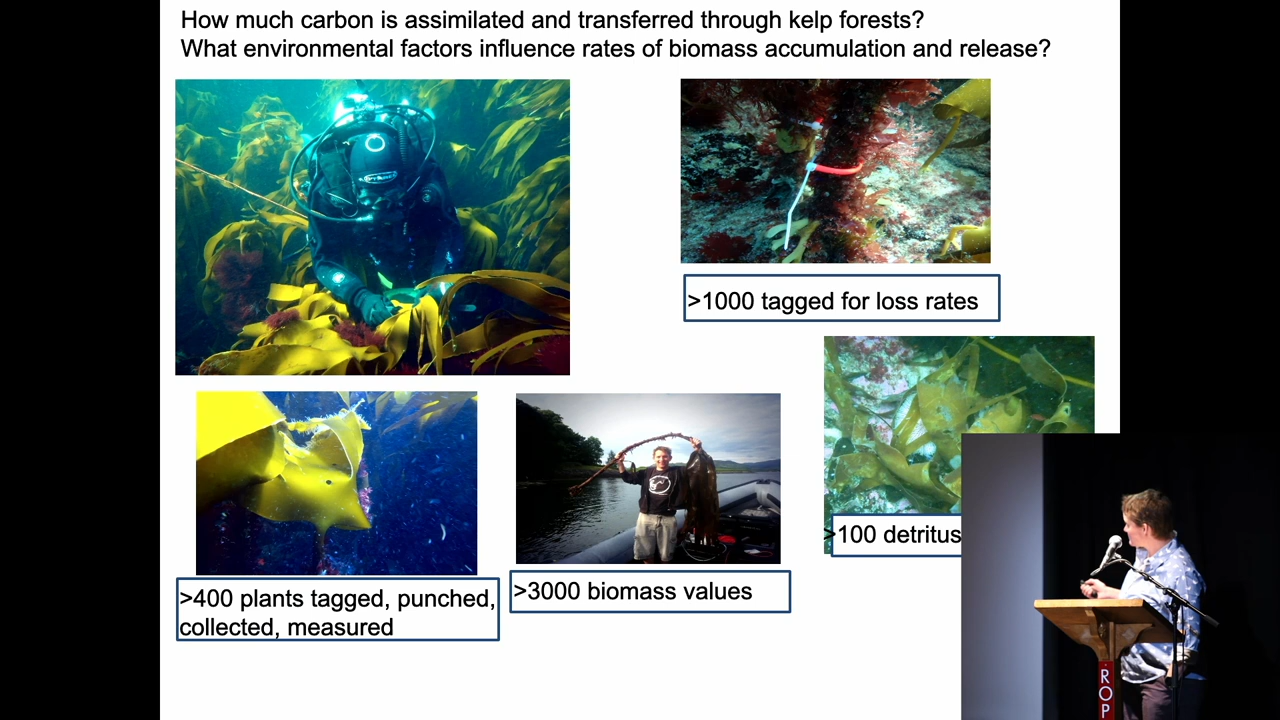 How much carbon is assimilated and transferred through kelp forests?
What environmental factors influence rates of biomass accumulation and release?
>1000 tagged for loss rates
>100 detritus
>400 plants tagged, punched,
collected, measured
>3000 biomass values
ROP